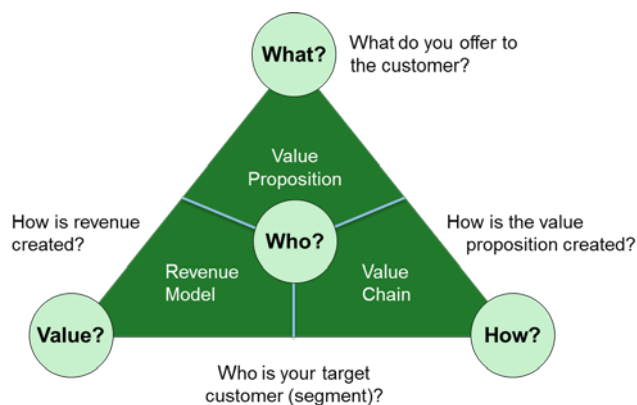 What?
What do you offer to
the customer?
Value
Proposition
How is revenue
created?
Who?
How is the value
proposition created?
Revenue
Model
Value
Chain
Value?
How?
Who is your target
customer (segment)?